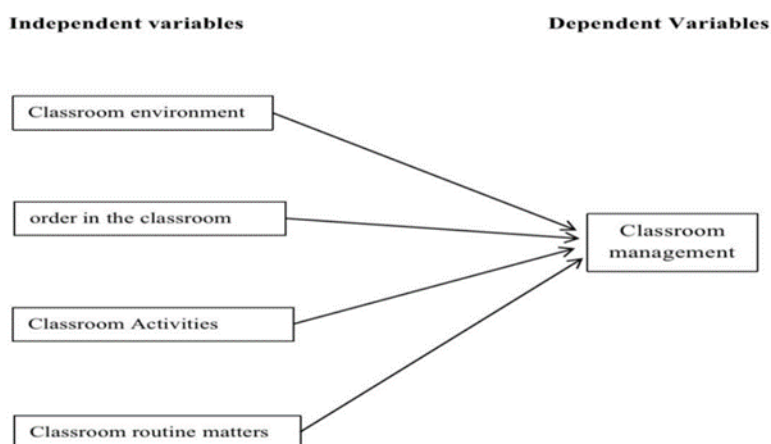 Independent variables
Dependent Variables
Classroom environment
order in the classroom
Classroom
management
Classroom Activities
Classroom routine matters